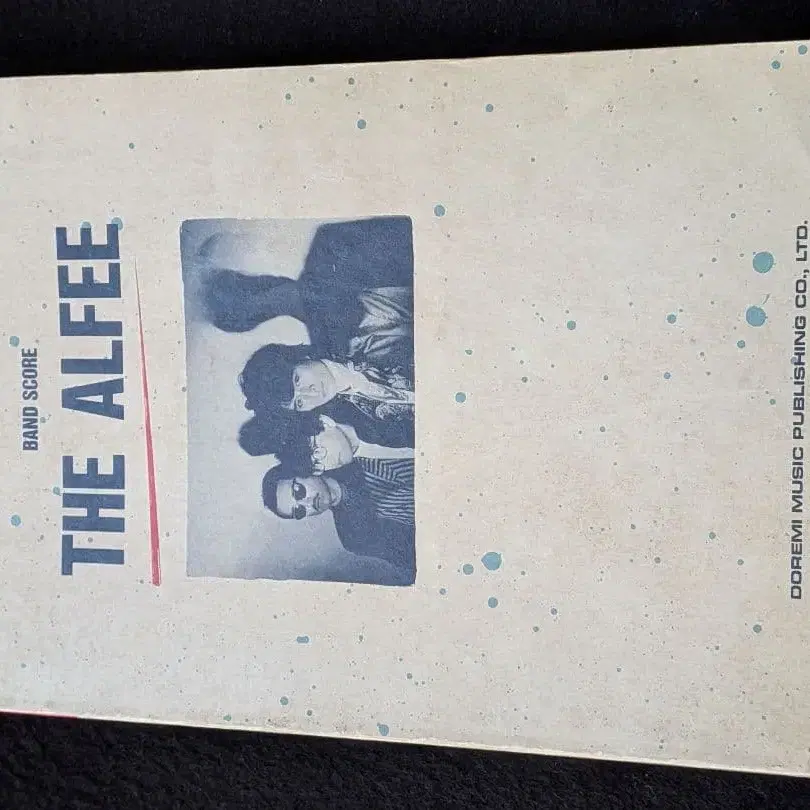 BAND SCORE
THE ALFEE
DOREMI MUSIC PUBLISHING CO., LTD.